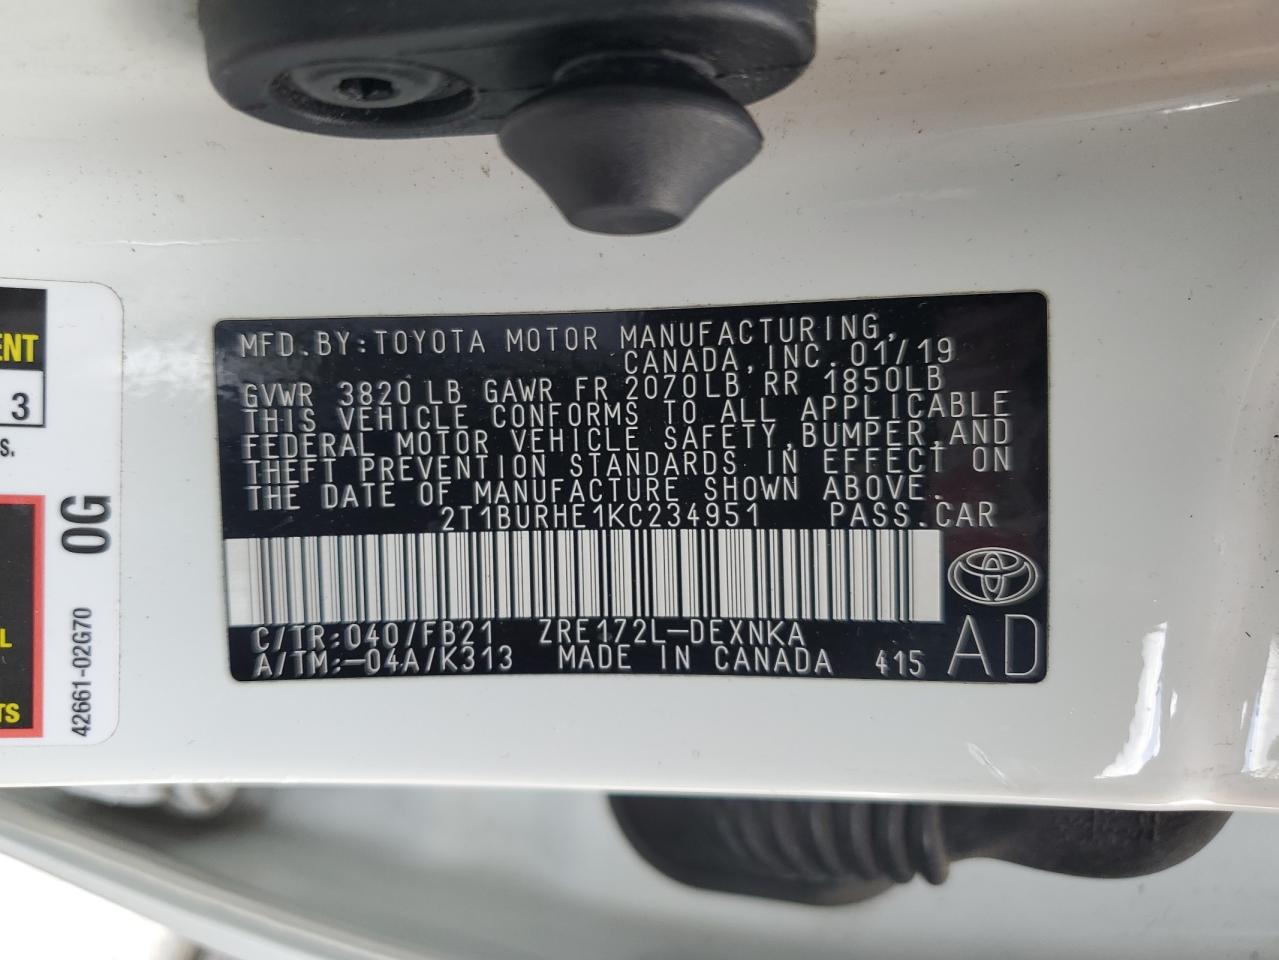 ENT
3
S.
0G
L
TS
42661-02G70
MFD.BY:TOYOTA MOTOR MANUFACTURING,
CANADA,INC.01/19
GVWR 3820 LB GAWR FR 2070LB RR 1850LB
THIS VEHICLE CONFORMS TO ALL APPLICABLE
FEDERAL MOTOR VEHICLE SAFETY,BUMPER,AND
THEFT PREVENTION STANDARDS IN EFFECT ON
THE DATE OF MANUFACTURE SHOWN ABOVE.
2T1BURHE1KC234951 PASS.CAR
C/TR:040/FB21 ZRE172L-DEXNKA
A/TM:-04A/K313 MADE IN CANADA 415
AD